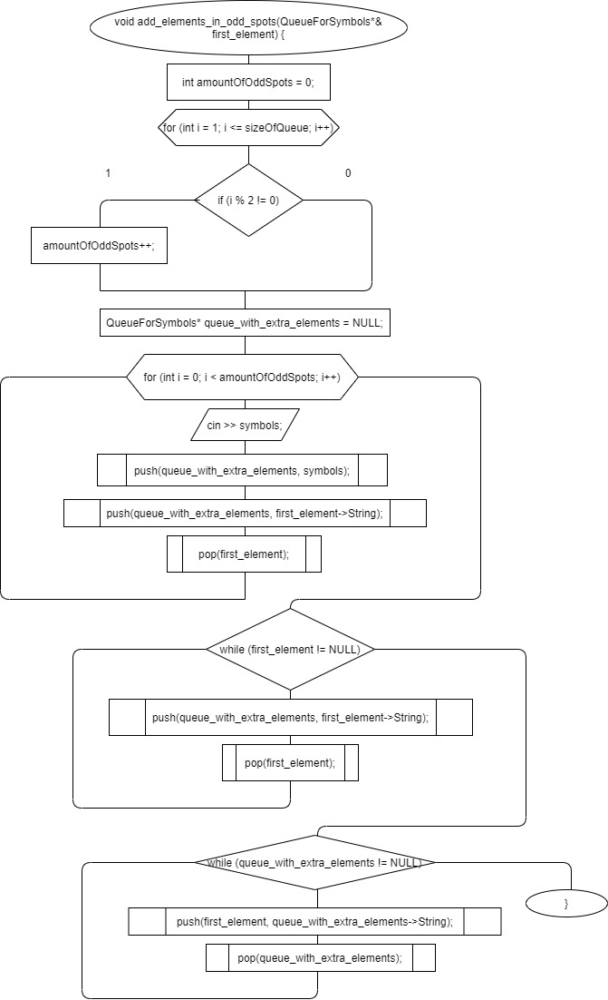 void add_elements_in_odd_spots(QueueForSymbols*&
first_element) {
int amountOfOddSpots = 0;
for (int i = 1; i <= sizeOfQueue; i++)
1
0
if (i % 2 != 0)
amountOfOddSpots++;
QueueForSymbols* queue_with_extra_elements = NULL;
for (int i = 0; i < amountOfOddSpots; i++)
cin >> symbols;
push(queue_with_extra_elements, symbols);
push(queue_with_extra_elements, first_element->String);
pop(first_element);
while (first_element != NULL)
push(queue_with_extra_elements, first_element->String);
pop(first_element);
while (queue_with_extra_elements != NULL)
}
push(first_element, queue_with_extra_elements->String);
pop(queue_with_extra_elements);